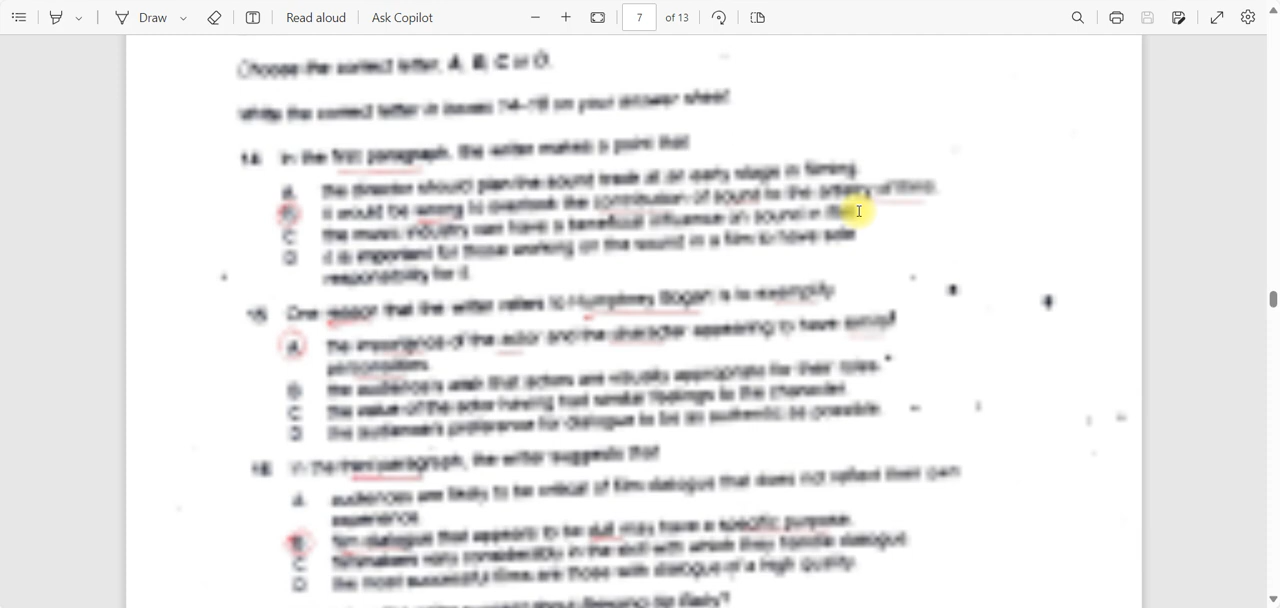 Draw
Read aloud
Ask Copilot
7
of 13
Choose the correct letter, A, B, C or D.
Write the correct letter in boxes 14–18 on your answer sheet.
14 In the first paragraph, the writer makes a point that
A the director should plan the sound track at an early stage in filming.
B it would be wrong to overlook the contribution of sound to the artistry of films.
C the music industry can have a beneficial influence on sound in
D it is important for those working on the sound in a film to have sole
responsibility for it.
15 One reason that the writer refers to Humphrey Bogart is to exemplify
A the importance of the actor and the character appearing to have similar
personalities.
B the audience's wish that actors are visually appropriate for their roles.
C the value of the actor having had similar feelings to the character.
D the audience's preference for dialogue to be as authentic as possible.
16 In the third paragraph, the writer suggests that
A audiences are likely to be critical of film dialogue that does not reflect their own
experience.
B film dialogue that appears to be dull may have a specific purpose.
C filmmakers vary considerably in the skill with which they handle dialogue.
D the most successful films are those with dialogue of a high quality.